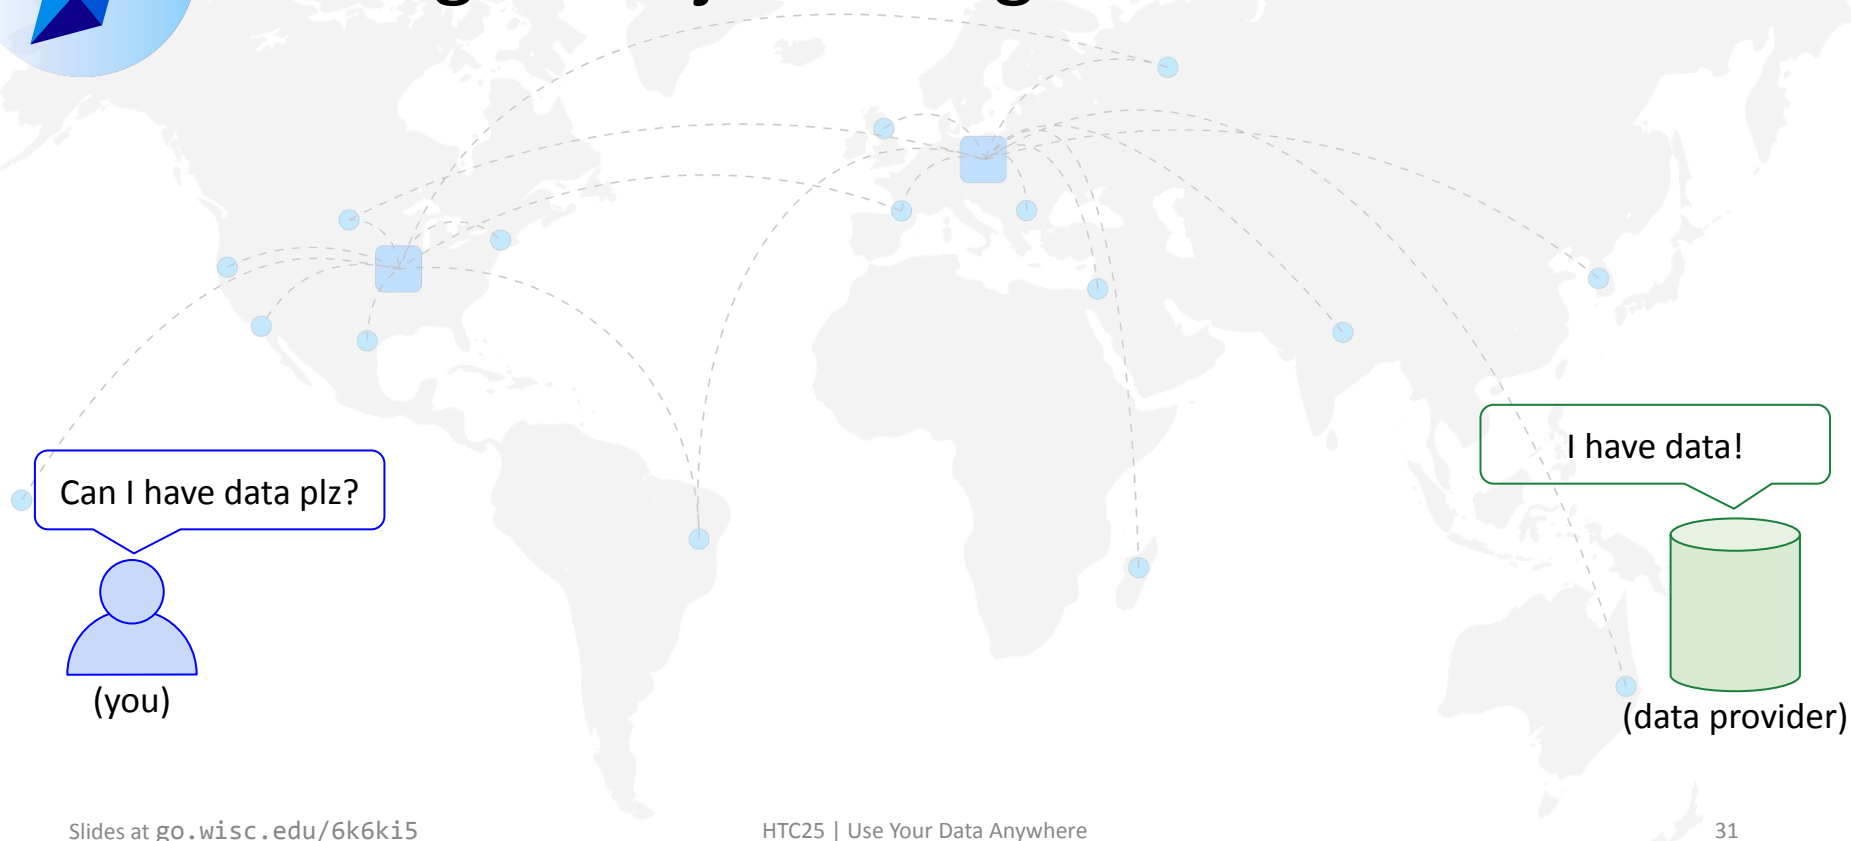 I have data!
Can I have data plz?
(you)
(data provider)
Slides at go.wisc.edu/6k6ki5
HTC25 | Use Your Data Anywhere
31